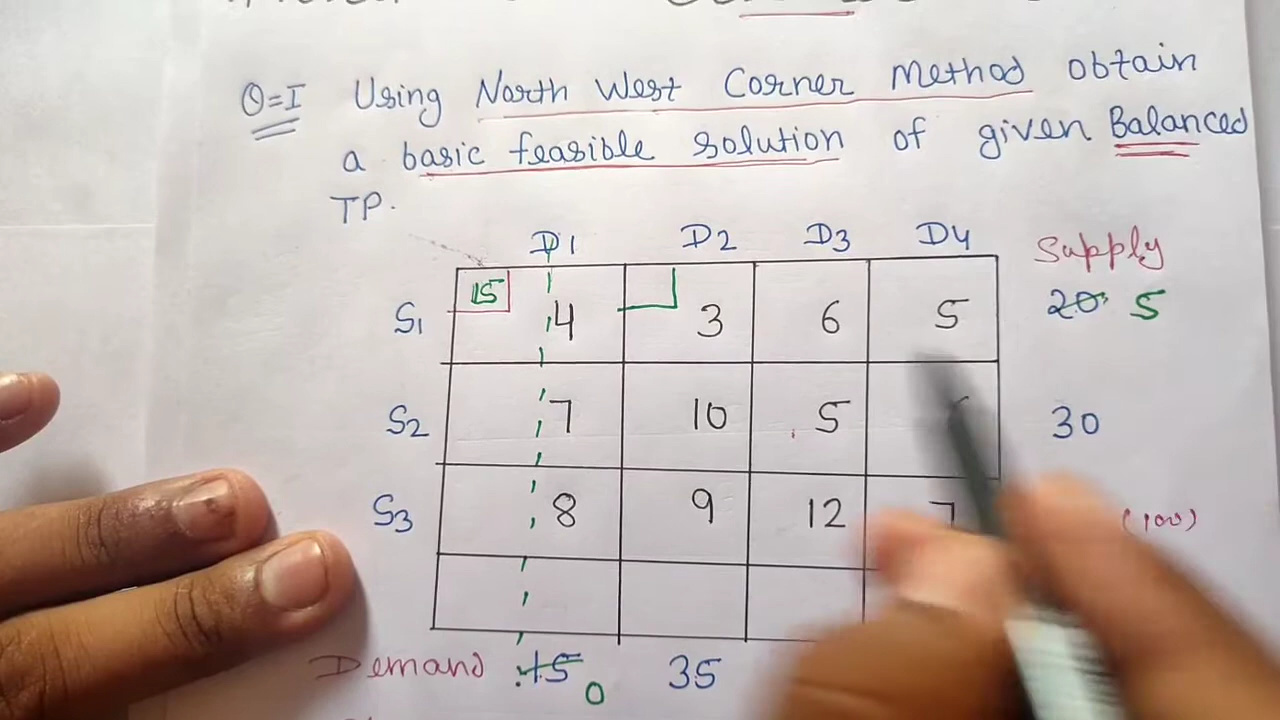 Q=I Using North West Corner Method obtain
a basic feasible solution of given Balanced
TP.
D1 D2 D3 D4 Supply
S1 15 4 3 6 5 20 5
S2 7 10 5 30
S3 8 9 12 7 (100)
Demand 15 0 35